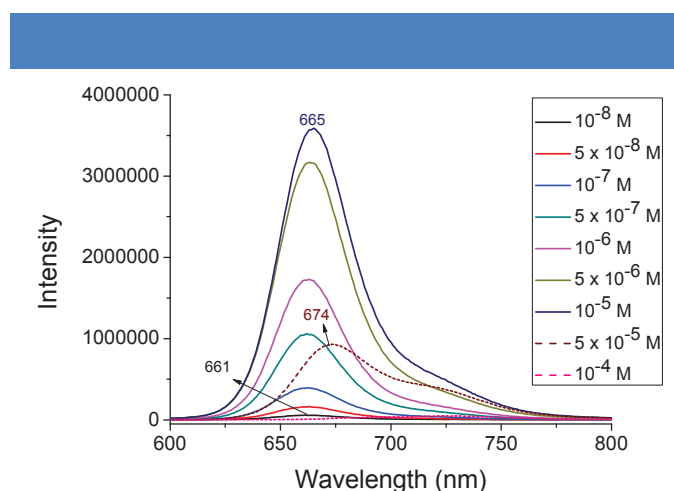 4000000
3000000
2000000
1000000
0
Intensity
665
674
661
10⁻⁸ M
5 x 10⁻⁸ M
10⁻⁷ M
5 x 10⁻⁷ M
10⁻⁶ M
5 x 10⁻⁶ M
10⁻⁵ M
5 x 10⁻⁵ M
10⁻⁴ M
600 650 700 750 800
Wavelength (nm)